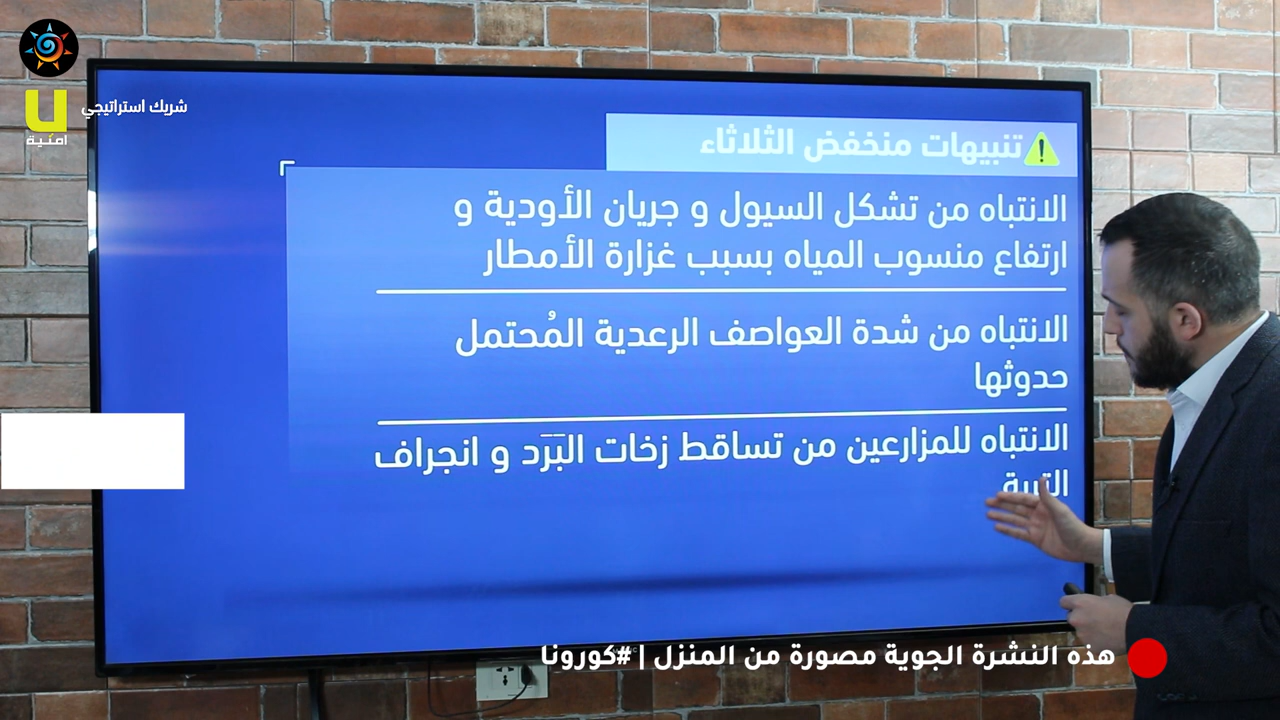 شريك استراتيجي
امنية
تنبيهات منخفض الثلاثاء
الانتباه من تشكل السيول و جريان الأودية و
ارتفاع منسوب المياه بسبب غزارة الأمطار
الانتباه من شدة العواصف الرعدية المُحتمل
حدوثها
الانتباه للمزارعين من تساقط زخات البَرَد و انجراف
التربة
هذه النشرة الجوية مصورة من المنزل | #كورونا